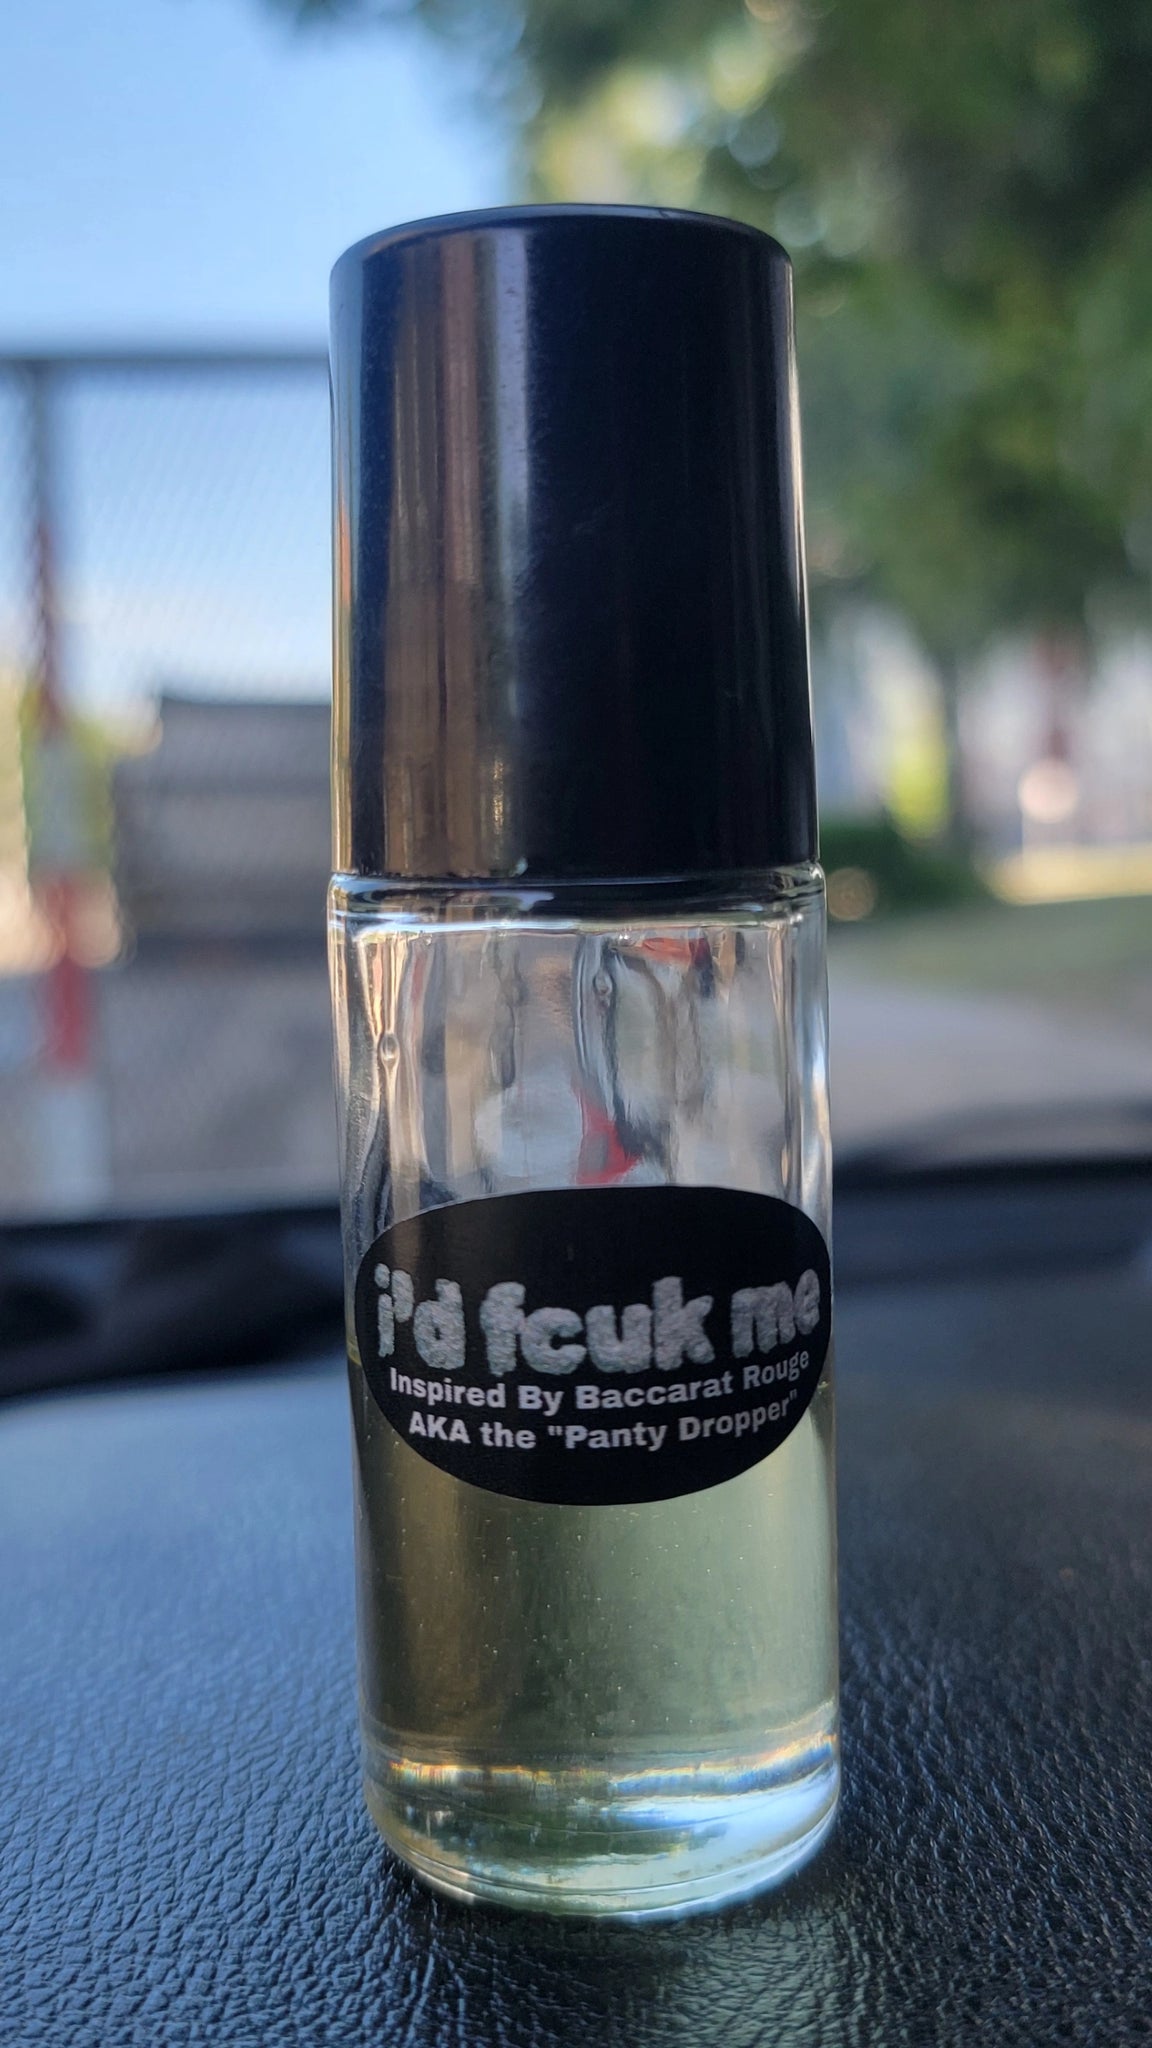 i'd fcuk me
Inspired By Baccarat Rouge
AKA the "Panty Dropper"